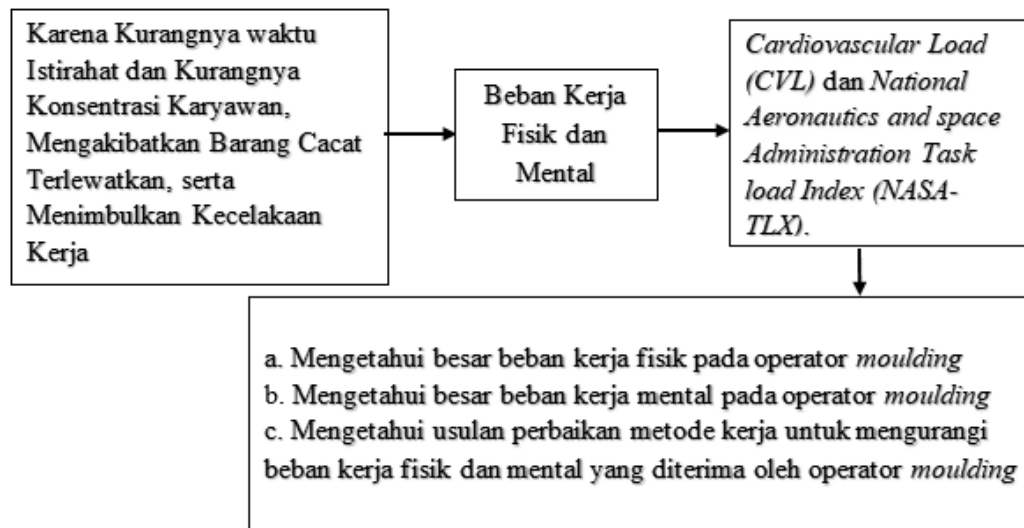 Karena Kurangnya waktu
Istirahat dan Kurangnya
Konsentrasi Karyawan,
Mengakibatkan Barang Cacat
Terlewatkan, serta
Menimbulkan Kecelakaan
Kerja
Beban Kerja
Fisik dan
Mental
Cardiovascular Load
(CVL) dan National
Aeronautics and space
Administration Task
load Index (NASA-
TLX).
a. Mengetahui besar beban kerja fisik pada operator moulding
b. Mengetahui besar beban kerja mental pada operator moulding
c. Mengetahui usulan perbaikan metode kerja untuk mengurangi
beban kerja fisik dan mental yang diterima oleh operator moulding